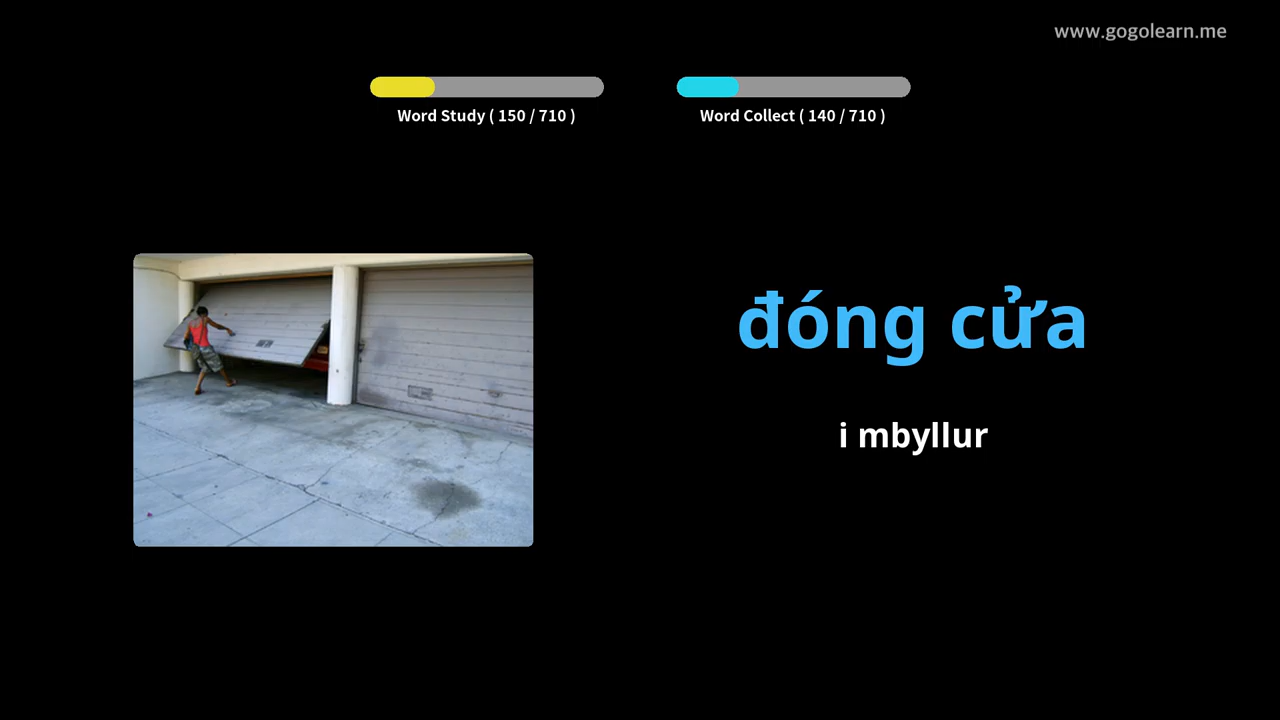 www.gogolearn.me
Word Study ( 150 / 710 )
Word Collect ( 140 / 710 )
đóng cửa
i mbyllur